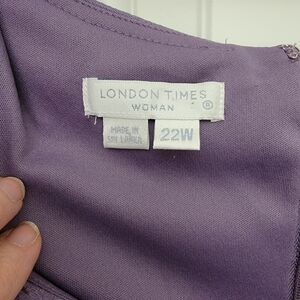 LONDON TIMES
WOMAN
®
MADE IN
SRI LANKA
22W